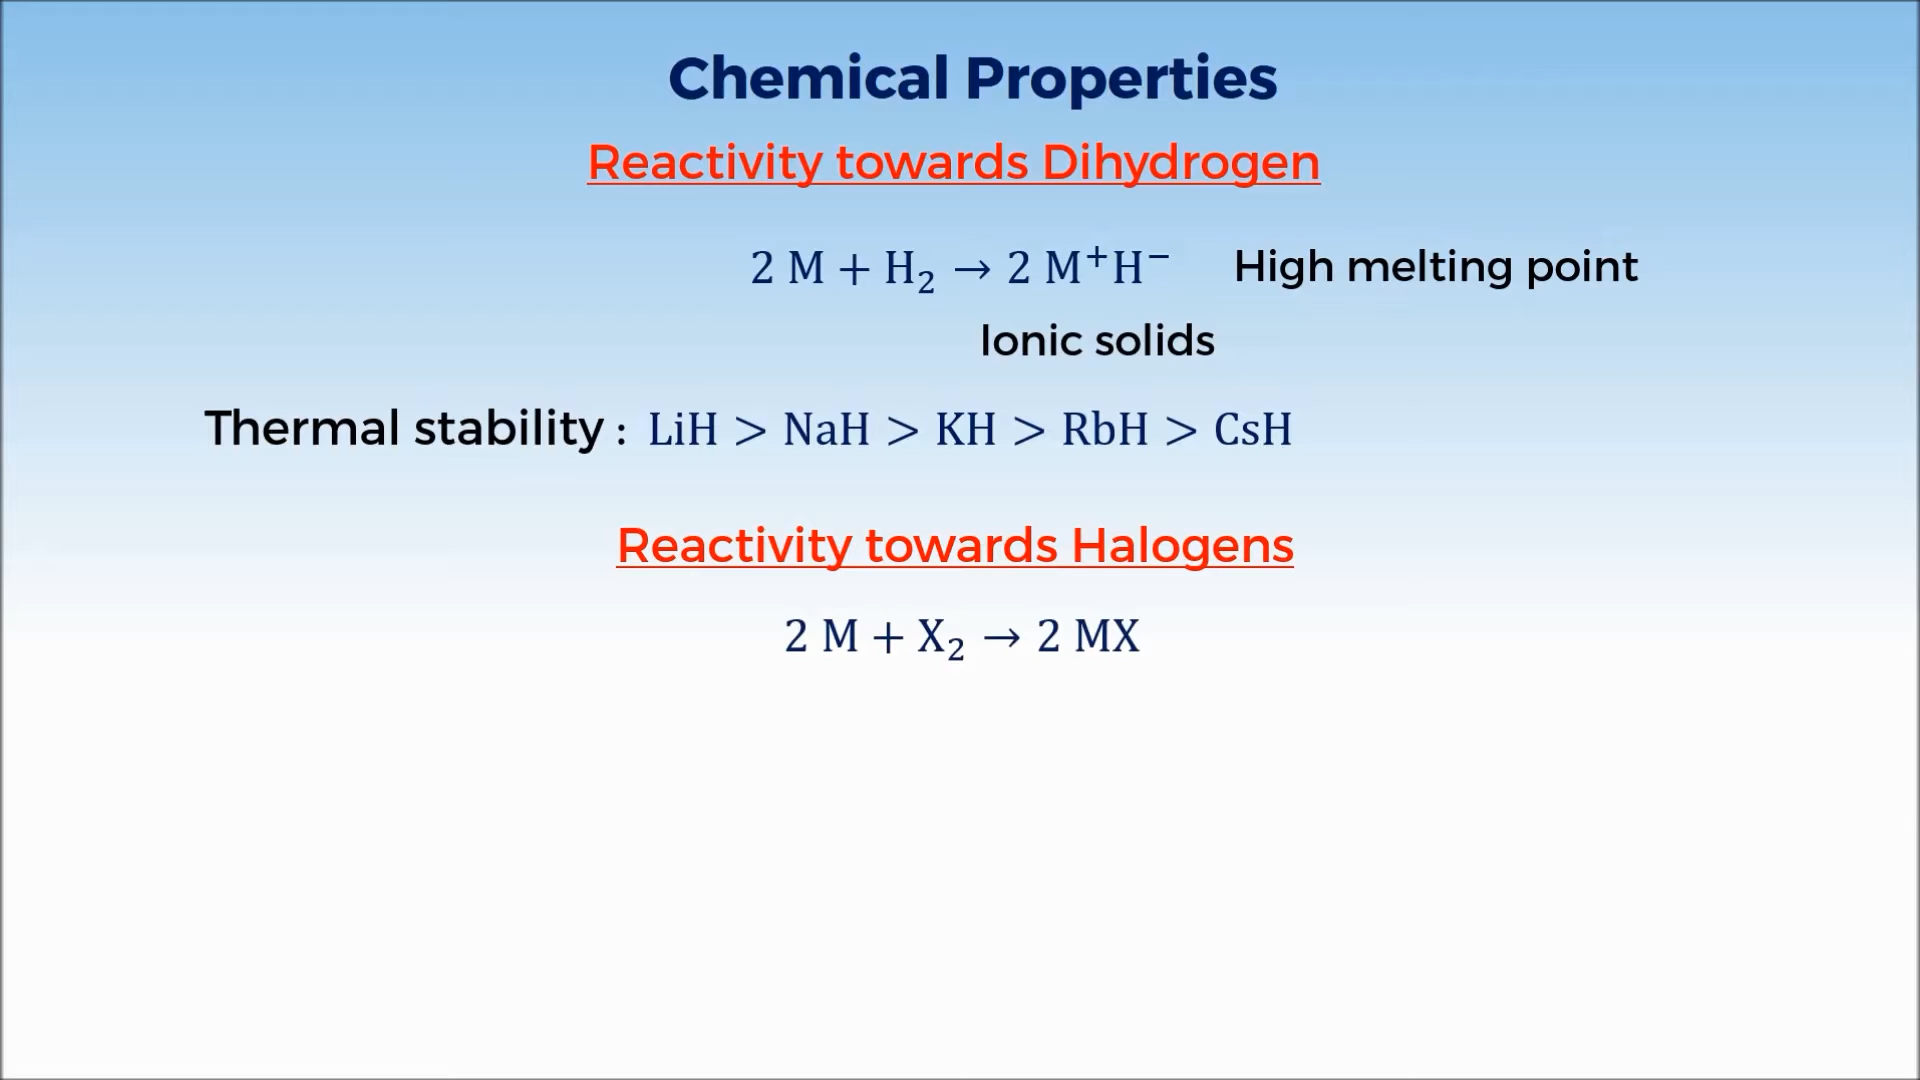 Chemical Properties
Reactivity towards Dihydrogen
2 M + H₂ → 2 M⁺H⁻ High melting point
Ionic solids
Thermal stability : LiH > NaH > KH > RbH > CsH
Reactivity towards Halogens
2 M + X₂ → 2 MX